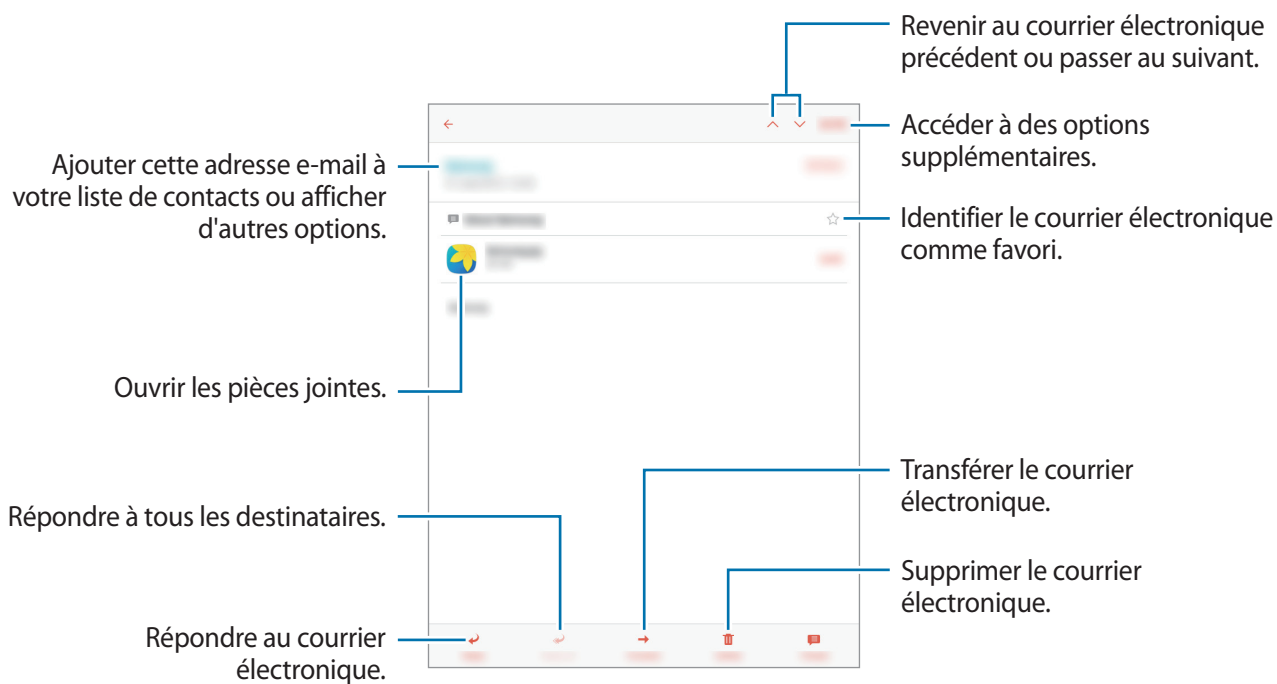 Revenir au courrier électronique
précédent ou passer au suivant.
Accéder à des options
supplémentaires.
Ajouter cette adresse e-mail à
votre liste de contacts ou afficher
d'autres options.
Identifier le courrier électronique
comme favori.
Ouvrir les pièces jointes.
Transférer le courrier
électronique.
Répondre à tous les destinataires.
Supprimer le courrier
électronique.
Répondre au courrier
électronique.